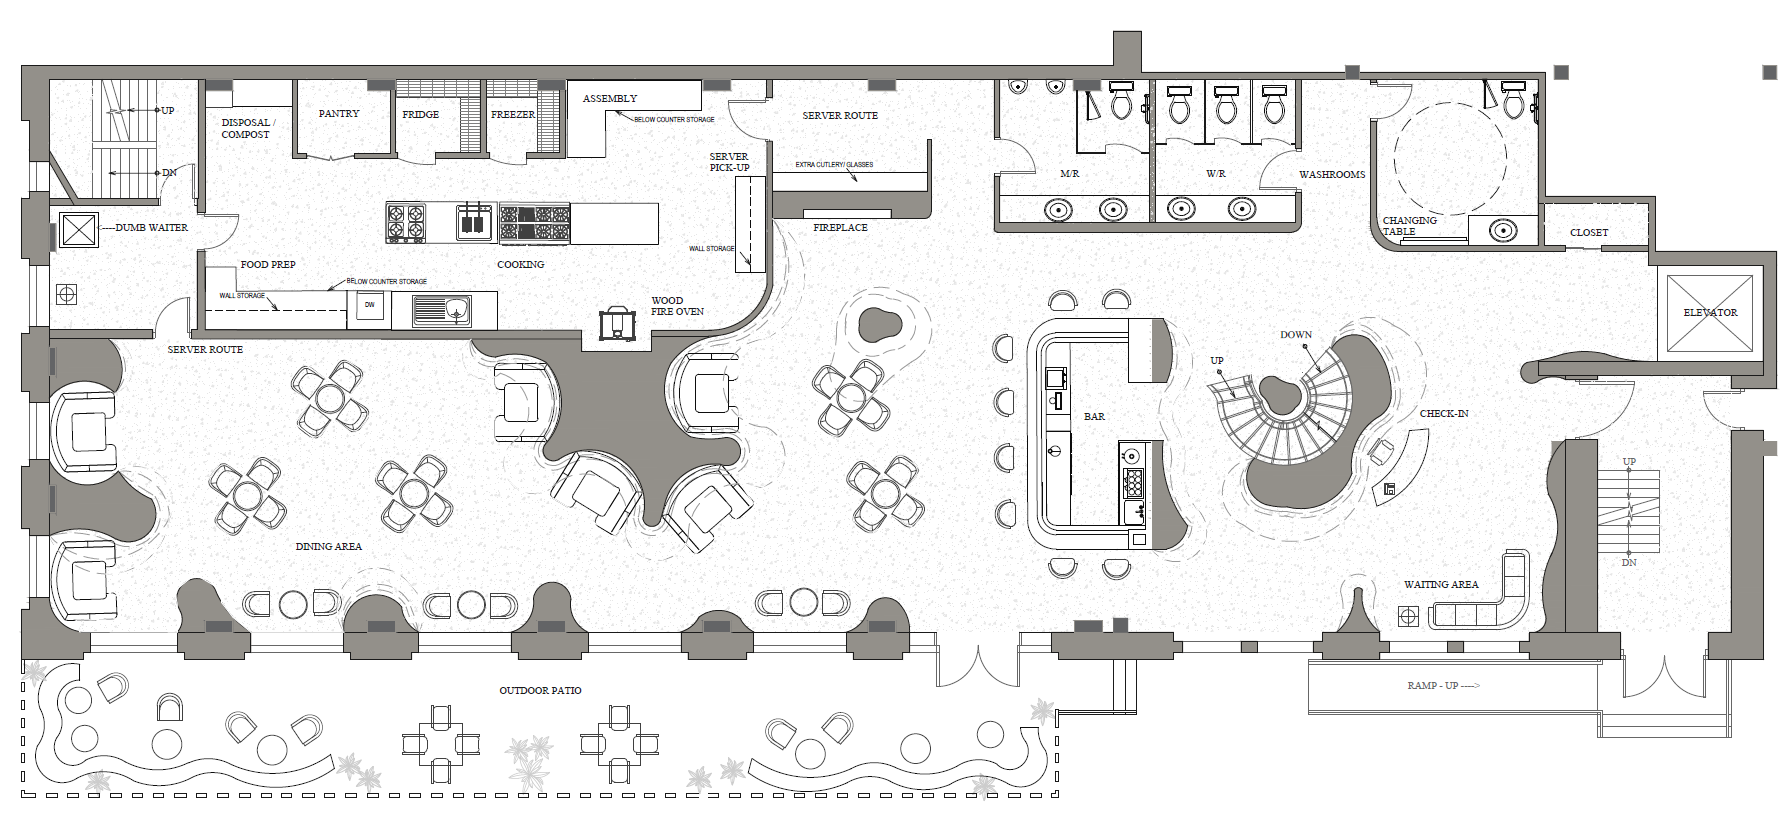 UP
DISPOSAL /
COMPOST
PANTRY
FRIDGE
FREEZER
ASSEMBLY
BELOW COUNTER STORAGE
SERVER ROUTE
DN
SERVER
PICK-UP
EXTRA CUTLERY/ GLASSES
M/R
W/R
WASHROOMS
<----DUMB WAITER
FIREPLACE
CHANGING
TABLE
CLOSET
WALL STORAGE
FOOD PREP
COOKING
BELOW COUNTER STORAGE
WALL STORAGE
DW
WOOD
FIRE OVEN
ELEVATOR
SERVER ROUTE
DOWN
UP
BAR
CHECK-IN
UP
DINING AREA
DN
WAITING AREA
OUTDOOR PATIO
RAMP - UP ---->